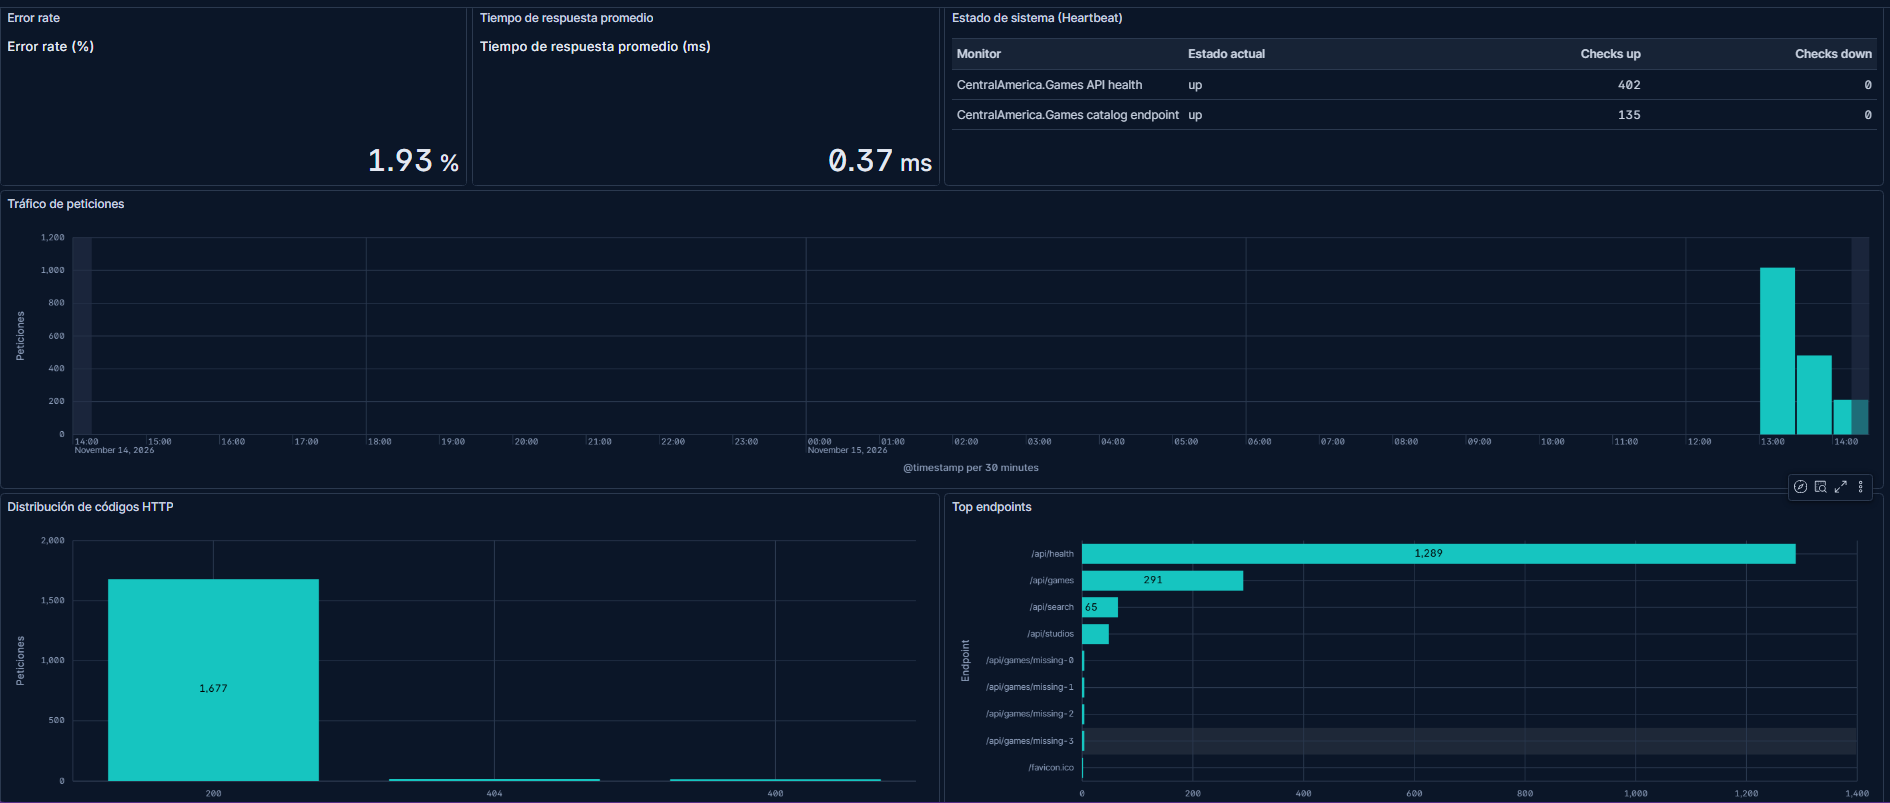 Error rate
Error rate (%)
1.93 %
Tiempo de respuesta promedio
Tiempo de respuesta promedio (ms)
0.37 ms
Estado de sistema (Heartbeat)
Monitor Estado actual Checks up Checks down
CentralAmerica.Games API health up 402 0
CentralAmerica.Games catalog endpoint up 135 0
Tráfico de peticiones
Peticiones
1,200
1,000
800
600
400
200
0
14:00 15:00 16:00 17:00 18:00 19:00 20:00 21:00 22:00 23:00 00:00 01:00 02:00 03:00 04:00 05:00 06:00 07:00 08:00 09:00 10:00 11:00 12:00 13:00 14:00
November 14, 2026 November 15, 2026
@timestamp per 30 minutes
Distribución de códigos HTTP
Peticiones
2,000
1,500
1,000
500
0
1,677
200 404 400
Top endpoints
Endpoint
/api/health 1,289
/api/games 291
/api/search 65
/api/studios
/api/games/missing-0
/api/games/missing-1
/api/games/missing-2
/api/games/missing-3
/favicon.ico
0 200 400 600 800 1,000 1,200 1,400